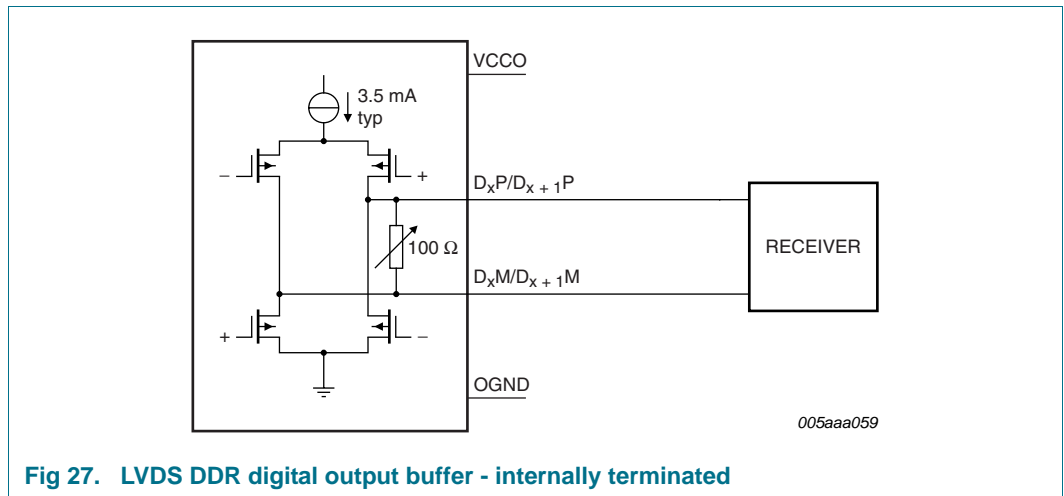 VCCO
3.5 mA
typ
−
+
DxP/Dx + 1P
100 Ω
RECEIVER
DxM/Dx + 1M
+
−
OGND
005aaa059
Fig 27. LVDS DDR digital output buffer - internally terminated